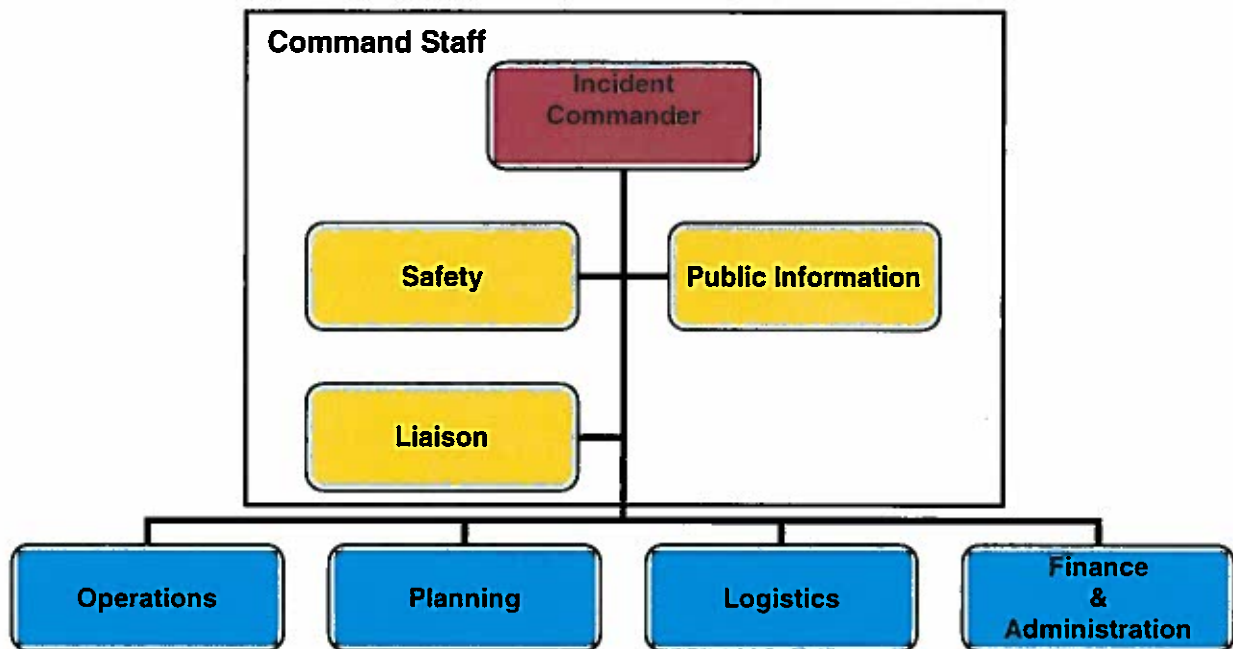 Command Staff
Incident
Commander
Safety
Public Information
Liaison
Operations
Planning
Logistics
Finance
&
Administration